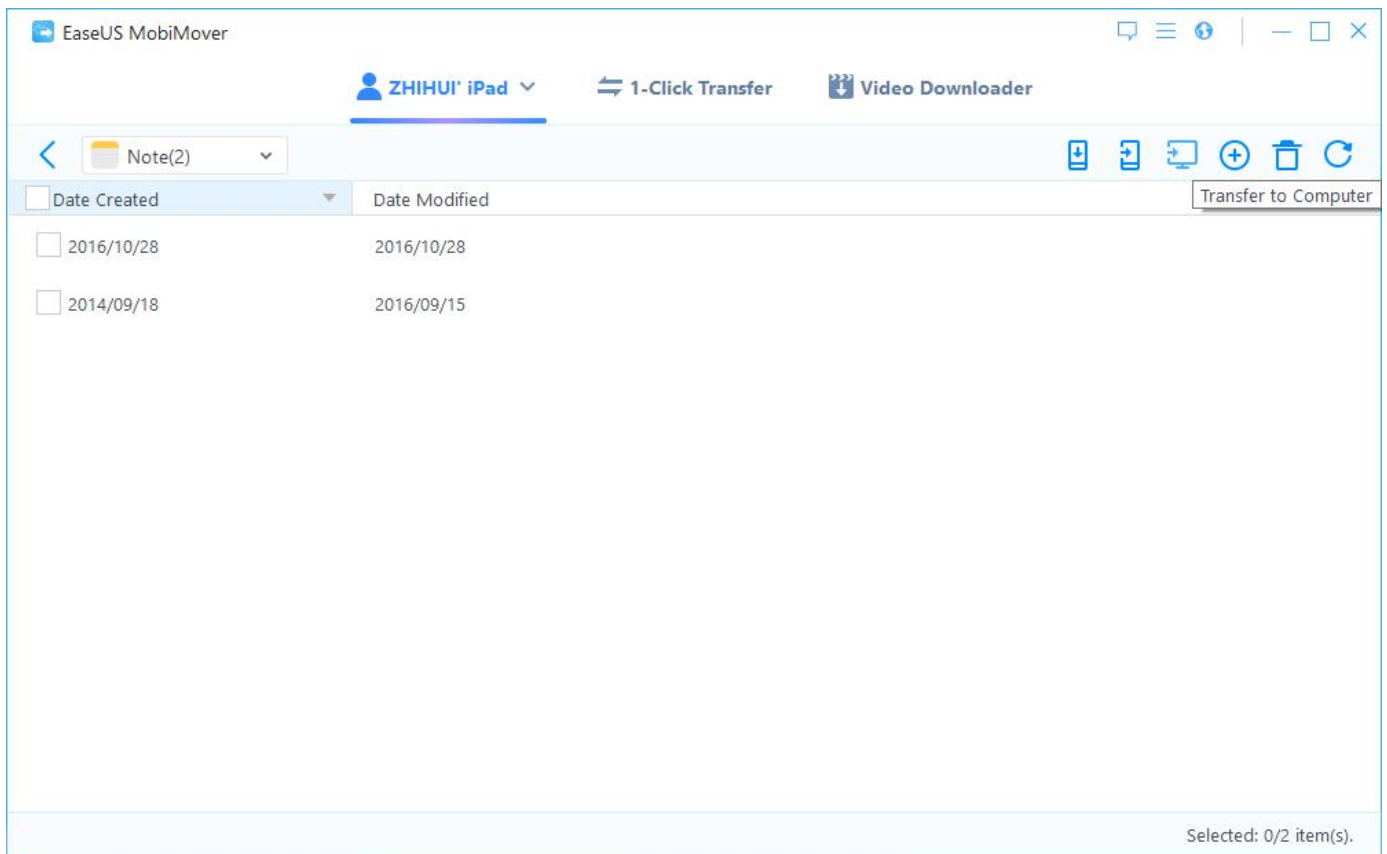 EaseUS MobiMover
ZHIHUI' iPad
1-Click Transfer
Video Downloader
Note(2)
Transfer to Computer
Date Created
Date Modified
2016/10/28
2016/10/28
2014/09/18
2016/09/15
Selected: 0/2 item(s).